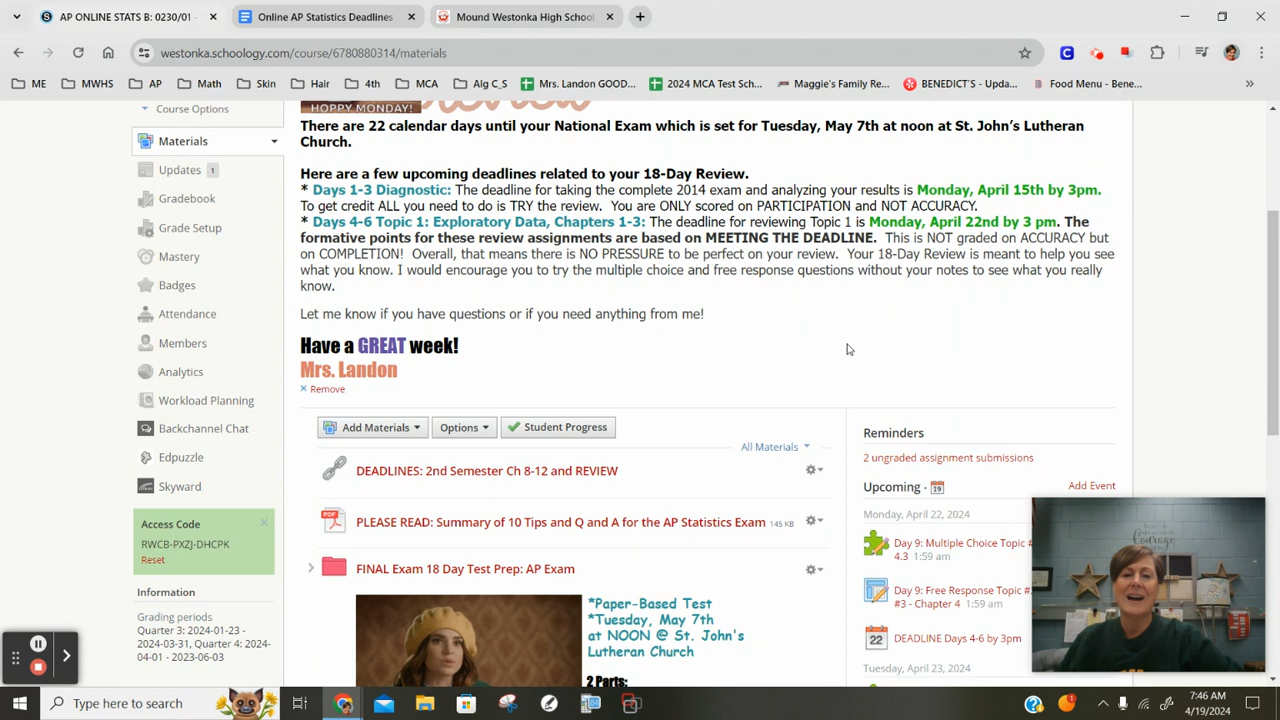 AP ONLINE STATS B: 0230/01 -
Online AP Statistics Deadlines
Mound Westonka High School
westonka.schoology.com/course/6780880314/materials
ME
MWHS
AP
Math
Skin
Hair
4th
MCA
Alg C_S
Mrs. Landon GOOD...
2024 MCA Test Sch...
Maggie's Family Re...
BENEDICT'S - Upda...
Food Menu - Bene...
Course Options
Materials
Updates 1
Gradebook
Grade Setup
Mastery
Badges
Attendance
Members
Analytics
Workload Planning
Backchannel Chat
Edpuzzle
Skyward
Access Code
RWCB-PXZJ-DHCPK
Reset
Information
Grading periods
Quarter 3: 2024-01-23 -
2024-03-31, Quarter 4: 2024-
04-01 - 2023-06-03
HOPPY MONDAY!
There are 22 calendar days until your National Exam which is set for Tuesday, May 7th at noon at St. John's Lutheran
Church.
Here are a few upcoming deadlines related to your 18-Day Review.
* Days 1-3 Diagnostic: The deadline for taking the complete 2014 exam and analyzing your results is Monday, April 15th by 3pm.
To get credit ALL you need to do is TRY the review. You are ONLY scored on PARTICIPATION and NOT ACCURACY.
* Days 4-6 Topic 1: Exploratory Data, Chapters 1-3: The deadline for reviewing Topic 1 is Monday, April 22nd by 3 pm. The
formative points for these review assignments are based on MEETING THE DEADLINE. This is NOT graded on ACCURACY but
on COMPLETION! Overall, that means there is NO PRESSURE to be perfect on your review. Your 18-Day Review is meant to help you see
what you know. I would encourage you to try the multiple choice and free response questions without your notes to see what you really
know.
Let me know if you have questions or if you need anything from me!
Have a GREAT week!
Mrs. Landon
Remove
Add Materials
Options
Student Progress
All Materials
DEADLINES: 2nd Semester Ch 8-12 and REVIEW
PLEASE READ: Summary of 10 Tips and Q and A for the AP Statistics Exam 145 KB
FINAL Exam 18 Day Test Prep: AP Exam
*Paper-Based Test
*Tuesday, May 7th
at NOON @ St. John's
Lutheran Church
2 Parts:
Reminders
2 ungraded assignment submissions
Upcoming - 19
Add Event
Monday, April 22, 2024
Day 9: Multiple Choice Topic #
4.3 1:59 am
Day 9: Free Response Topic #
#3 - Chapter 4 1:59 am
22 DEADLINE Days 4-6 by 3pm
Tuesday, April 23, 2024
Courage
Type here to search
7:46 AM
4/19/2024